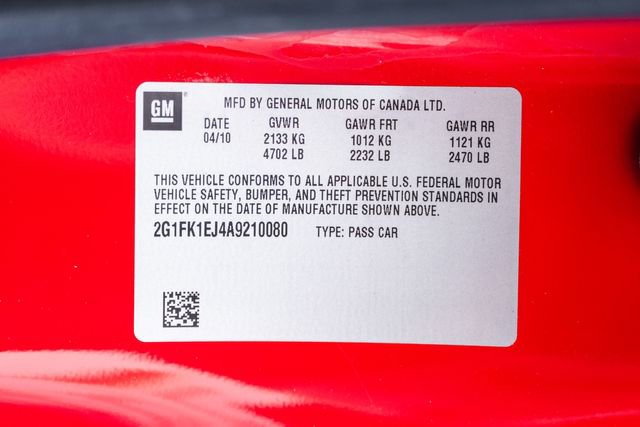 GM
MFD BY GENERAL MOTORS OF CANADA LTD.
DATE GVWR GAWR FRT GAWR RR
04/10 2133 KG 1012 KG 1121 KG
4702 LB 2232 LB 2470 LB
THIS VEHICLE CONFORMS TO ALL APPLICABLE U.S. FEDERAL MOTOR
VEHICLE SAFETY, BUMPER, AND THEFT PREVENTION STANDARDS IN
EFFECT ON THE DATE OF MANUFACTURE SHOWN ABOVE.
2G1FK1EJ4A9210080 TYPE: PASS CAR